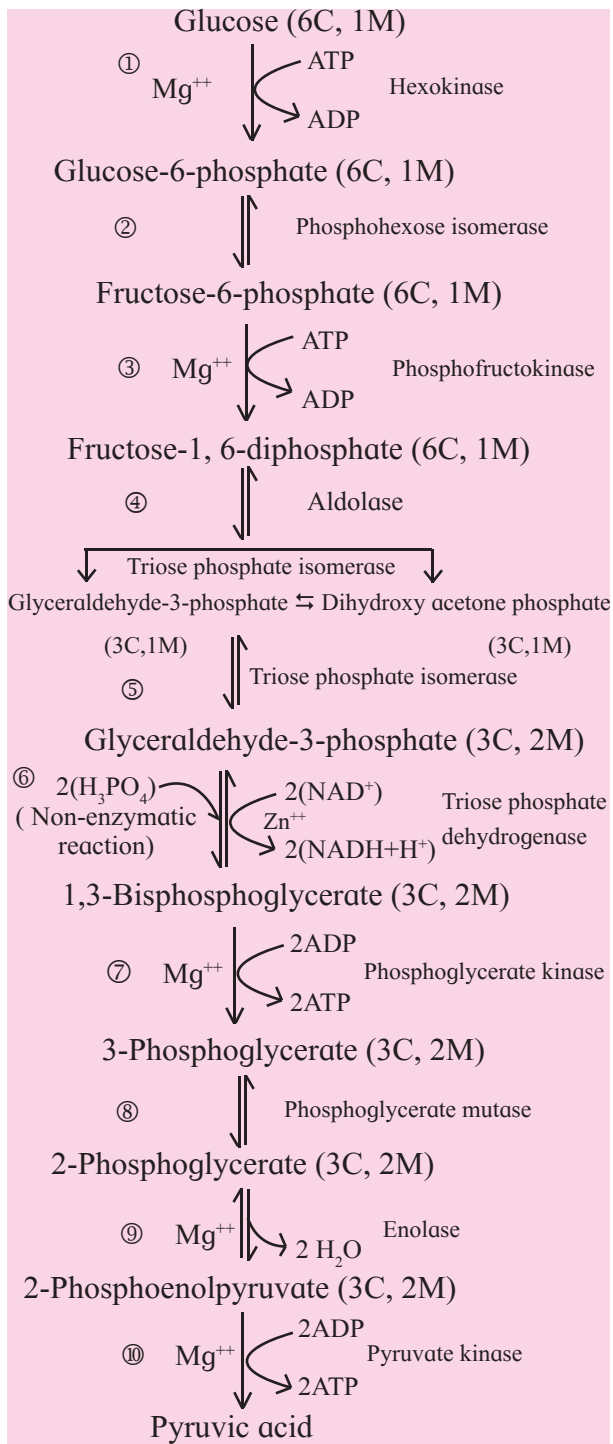 Glucose (6C, 1M)
① Mg⁺⁺ ATP Hexokinase
ADP
Glucose-6-phosphate (6C, 1M)
② Phosphohexose isomerase
Fructose-6-phosphate (6C, 1M)
③ Mg⁺⁺ ATP Phosphofructokinase
ADP
Fructose-1, 6-diphosphate (6C, 1M)
④ Aldolase
Triose phosphate isomerase
Glyceraldehyde-3-phosphate ⇆ Dihydroxy acetone phosphate
(3C,1M) (3C,1M)
⑤ Triose phosphate isomerase
Glyceraldehyde-3-phosphate (3C, 2M)
⑥ 2(H₃PO₄) 2(NAD⁺) Triose phosphate
( Non-enzymatic Zn⁺⁺ dehydrogenase
reaction) 2(NADH+H⁺)
1,3-Bisphosphoglycerate (3C, 2M)
⑦ Mg⁺⁺ 2ADP Phosphoglycerate kinase
2ATP
3-Phosphoglycerate (3C, 2M)
⑧ Phosphoglycerate mutase
2-Phosphoglycerate (3C, 2M)
⑨ Mg⁺⁺ Enolase
2 H₂O
2-Phosphoenolpyruvate (3C, 2M)
⑩ Mg⁺⁺ 2ADP Pyruvate kinase
2ATP
Pyruvic acid